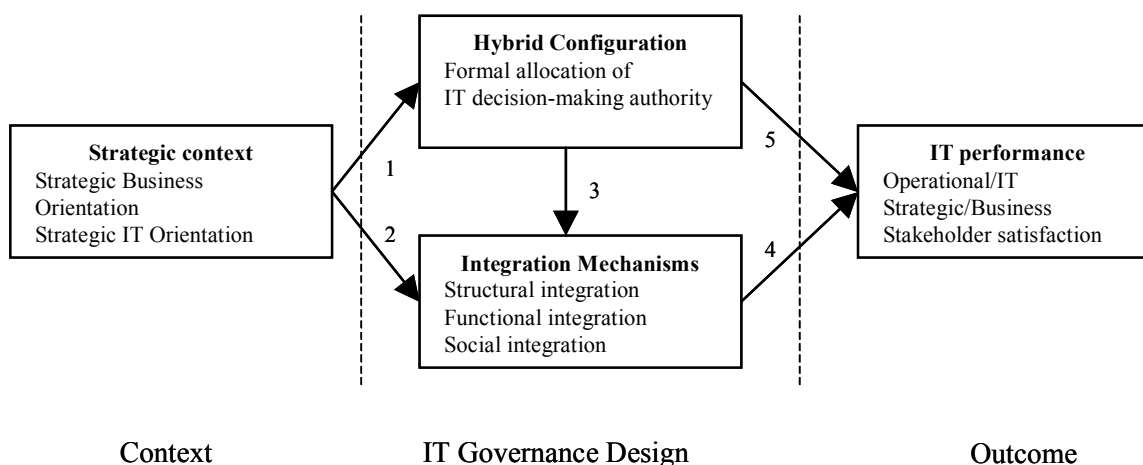 Hybrid Configuration
Formal allocation of
IT decision-making authority
1
5
Strategic context
Strategic Business
Orientation
Strategic IT Orientation
3
IT performance
Operational/IT
Strategic/Business
Stakeholder satisfaction
2
4
Integration Mechanisms
Structural integration
Functional integration
Social integration
Context
IT Governance Design
Outcome